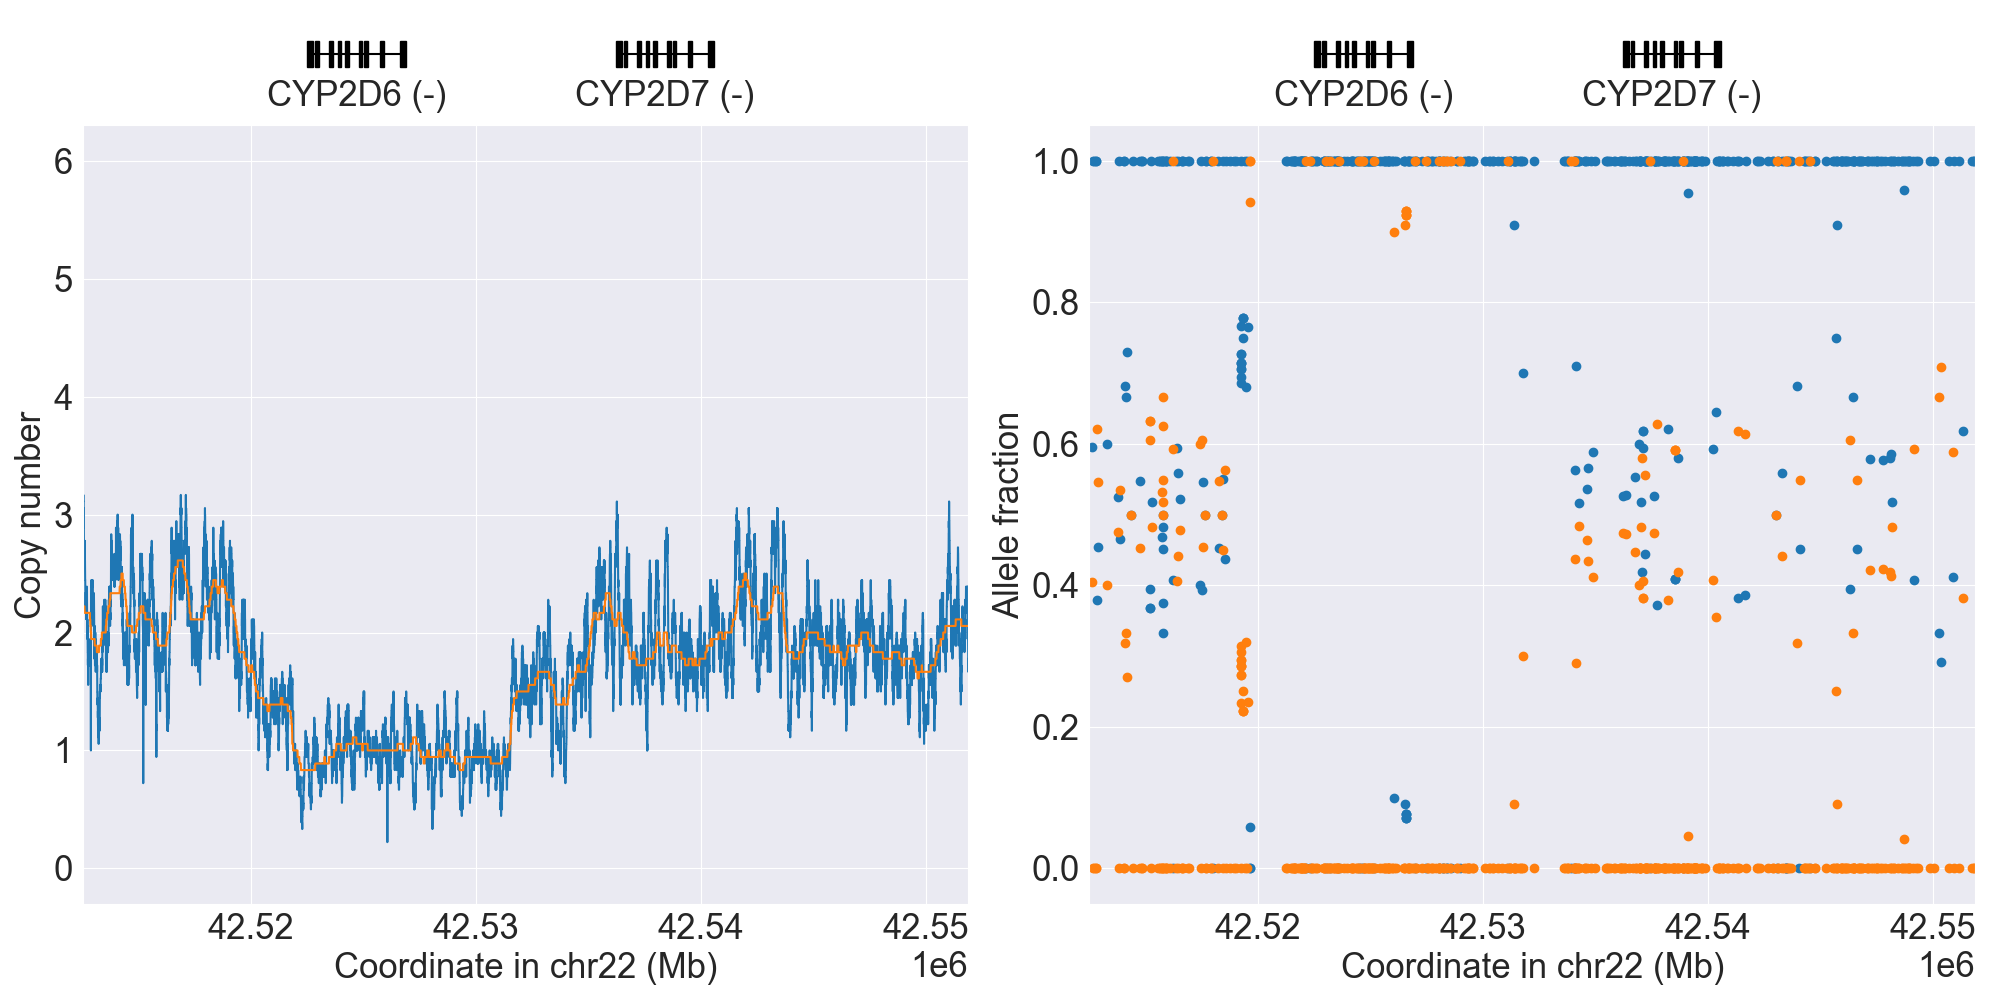 CYP2D6 (-) CYP2D7 (-)
6
5
4
3
2
1
0
Copy number
42.52 42.53 42.54 42.55
Coordinate in chr22 (Mb)
1e6
CYP2D6 (-) CYP2D7 (-)
1.0
0.8
0.6
0.4
0.2
0.0
Allele fraction
42.52 42.53 42.54 42.55
Coordinate in chr22 (Mb)
1e6